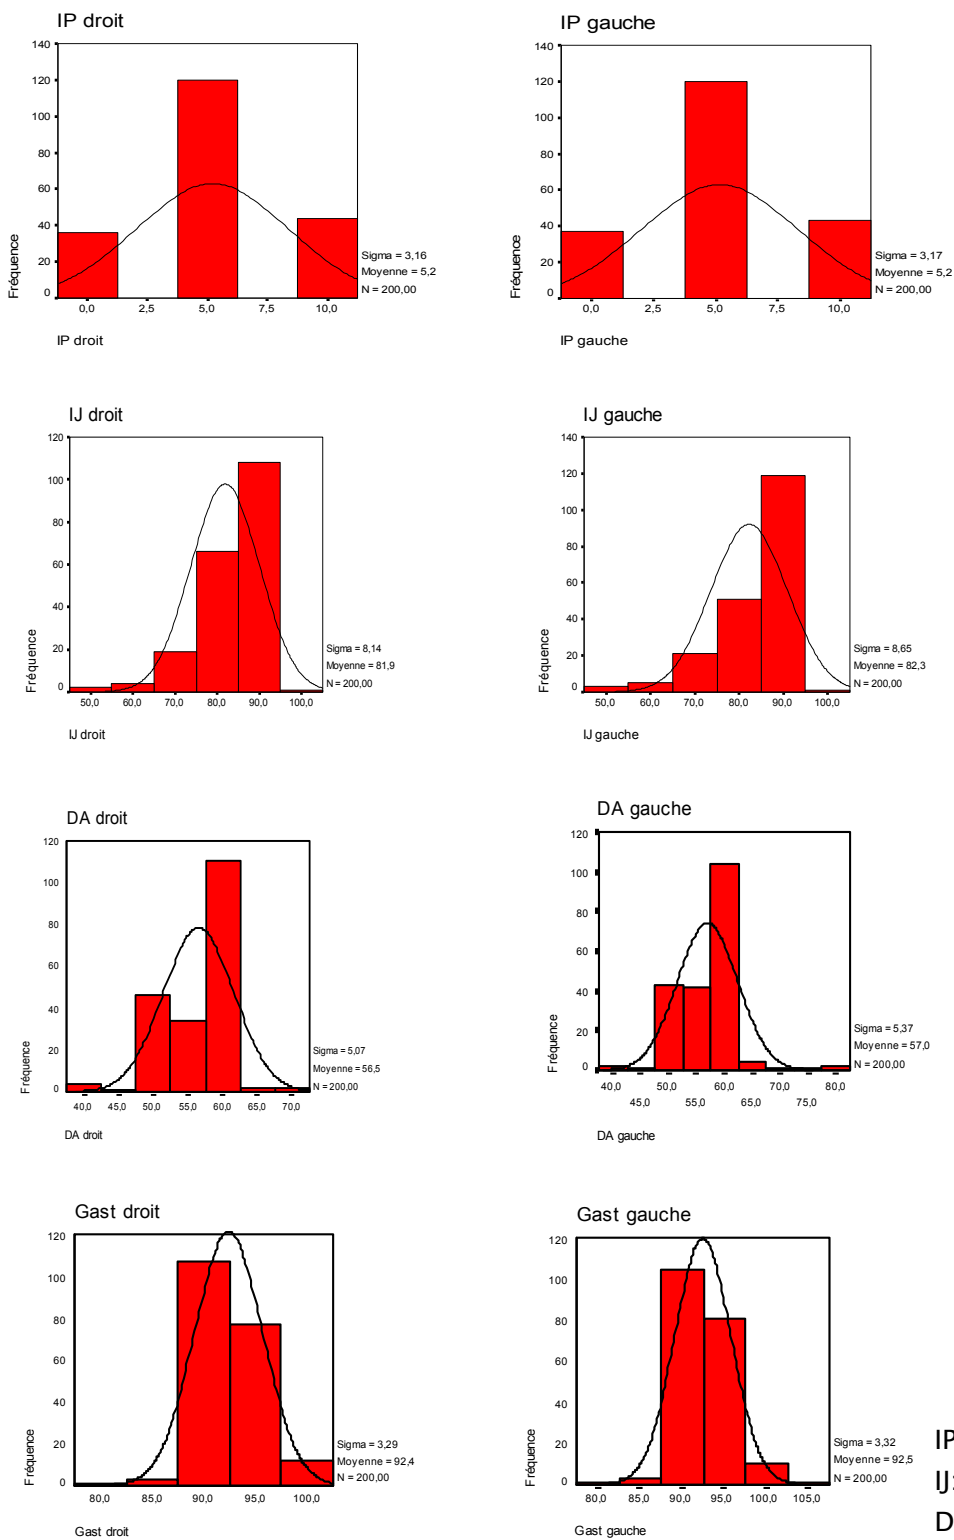 IP droit
140
120
100
80
60
40
20
0
Fréquence
0,0 2,5 5,0 7,5 10,0
Sigma = 3,16
Moyenne = 5,2
N = 200,00
IP droit
IP gauche
140
120
100
80
60
40
20
0
Fréquence
0,0 2,5 5,0 7,5 10,0
Sigma = 3,17
Moyenne = 5,2
N = 200,00
IP gauche
IJ droit
120
100
80
60
40
20
0
Fréquence
50,0 60,0 70,0 80,0 90,0 100,0
Sigma = 8,14
Moyenne = 81,9
N = 200,00
IJ droit
IJ gauche
140
120
100
80
60
40
20
0
Fréquence
50,0 60,0 70,0 80,0 90,0 100,0
Sigma = 8,65
Moyenne = 82,3
N = 200,00
IJ gauche
DA droit
120
100
80
60
40
20
0
Fréquence
40,0 45,0 50,0 55,0 60,0 65,0 70,0
Sigma = 5,07
Moyenne = 56,5
N = 200,00
DA droit
DA gauche
120
100
80
60
40
20
0
Fréquence
40,0 50,0 60,0 70,0 80,0
45,0 55,0 65,0 75,0
Sigma = 5,37
Moyenne = 57,0
N = 200,00
DA gauche
Gast droit
120
100
80
60
40
20
0
Fréquence
80,0 85,0 90,0 95,0 100,0
Sigma = 3,29
Moyenne = 92,4
N = 200,00
Gast droit
Gast gauche
120
100
80
60
40
20
0
Fréquence
80,0 85,0 90,0 95,0 100,0 105,0
Sigma = 3,32
Moyenne = 92,5
N = 200,00
Gast gauche
IP
IJ:
D